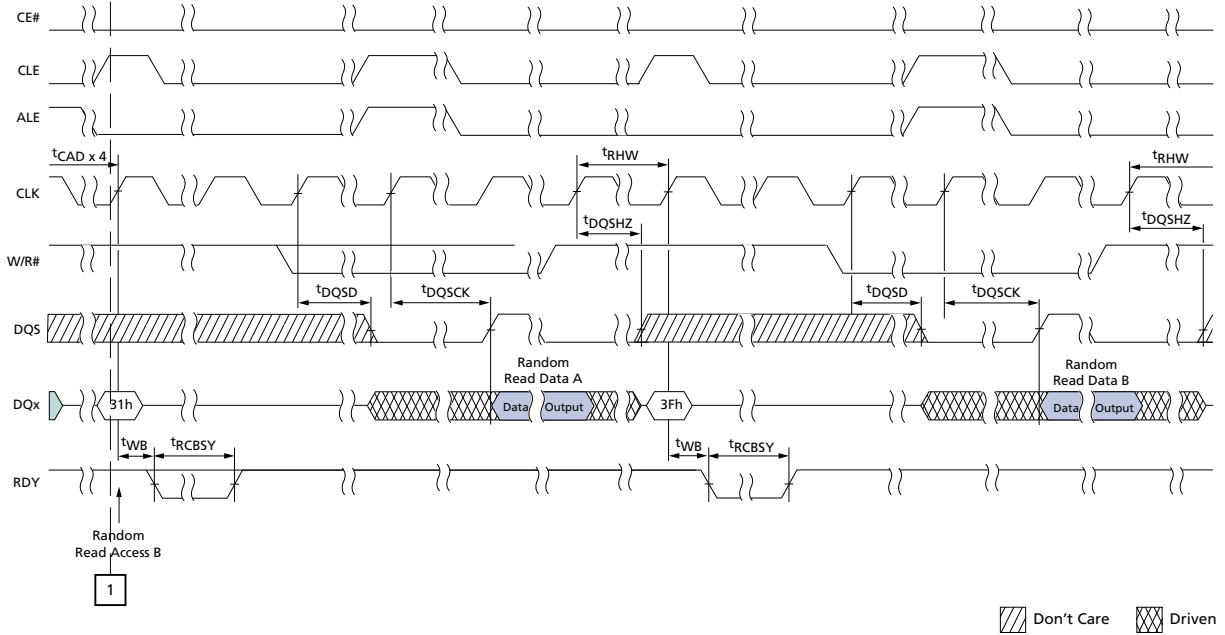 CE#
CLE
ALE
tCAD x 4
tRHW
tRHW
CLK
tDQSHZ
tDQSHZ
W/R#
tDQSD
tDQSCK
tDQSD
tDQSCK
DQS
Random
Read Data A
Random
Read Data B
DQx
31h
Data Output
3Fh
Data Output
tWB
tRCBSY
tWB
tRCBSY
RDY
Random
Read Access B
1
Don't Care
Driven